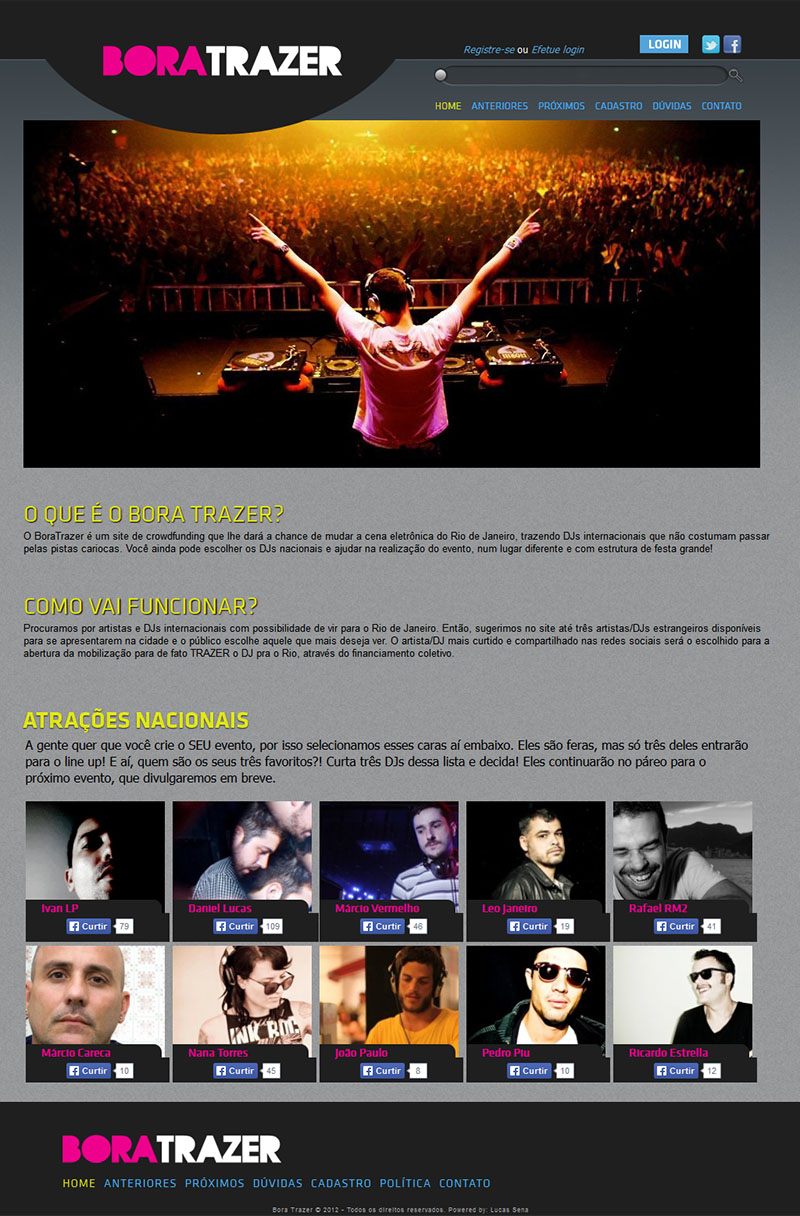 BORATRAZER
Registre-se ou Efetue login
LOGIN
HOME ANTERIORES PRÓXIMOS CADASTRO DÚVIDAS CONTATO
O QUE É O BORA TRAZER?
O BoraTrazer é um site de crowdfunding que lhe dará a chance de mudar a cena eletrônica do Rio de Janeiro, trazendo DJs internacionais que não costumam passar
pelas pistas cariocas. Você ainda pode escolher os DJs nacionais e ajudar na realização do evento, num lugar diferente e com estrutura de festa grande!
COMO VAI FUNCIONAR?
Procuramos por artistas e DJs internacionais com possibilidade de vir para o Rio de Janeiro. Então, sugerimos no site até três artistas/DJs estrangeiros disponíveis
para se apresentarem na cidade e o público escolhe aquele que mais deseja ver. O artista/DJ mais curtido e compartilhado nas redes sociais será o escolhido para a
abertura da mobilização para de fato TRAZER o DJ pra o Rio, através do financiamento coletivo.
ATRAÇÕES NACIONAIS
A gente quer que você crie o SEU evento, por isso selecionamos esses caras aí embaixo. Eles são feras, mas só três deles entrarão
para o line up! E aí, quem são os seus três favoritos?! Curta três DJs dessa lista e decida! Eles continuarão no páreo para o
próximo evento, que divulgaremos em breve.
Ivan LP Daniel Lucas Márcio Vermelho Leo Janeiro Rafael RM2
Curtir 79 Curtir 109 Curtir 46 Curtir 19 Curtir 41
Márcio Careca Nana Torres João Paulo Pedro Piu Ricardo Estrella
Curtir 10 Curtir 45 Curtir 8 Curtir 10 Curtir 12
BORATRAZER
HOME ANTERIORES PRÓXIMOS DÚVIDAS CADASTRO POLÍTICA CONTATO
Bora Trazer © 2012 - Todos os direitos reservados. Powered by: Lucas Sena